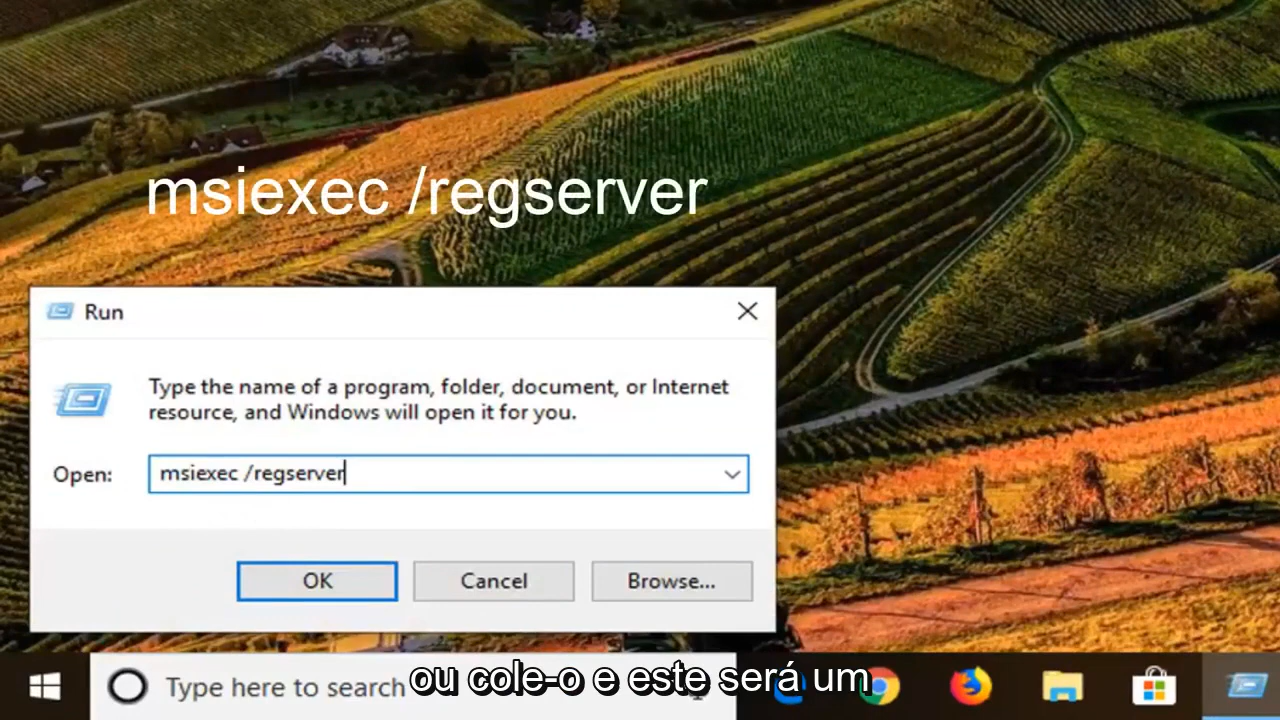 msiexec /regserver
Run
Type the name of a program, folder, document, or Internet
resource, and Windows will open it for you.
Open: msiexec /regserver
OK Cancel Browse...
Type here to search
ou cole-o e este será um